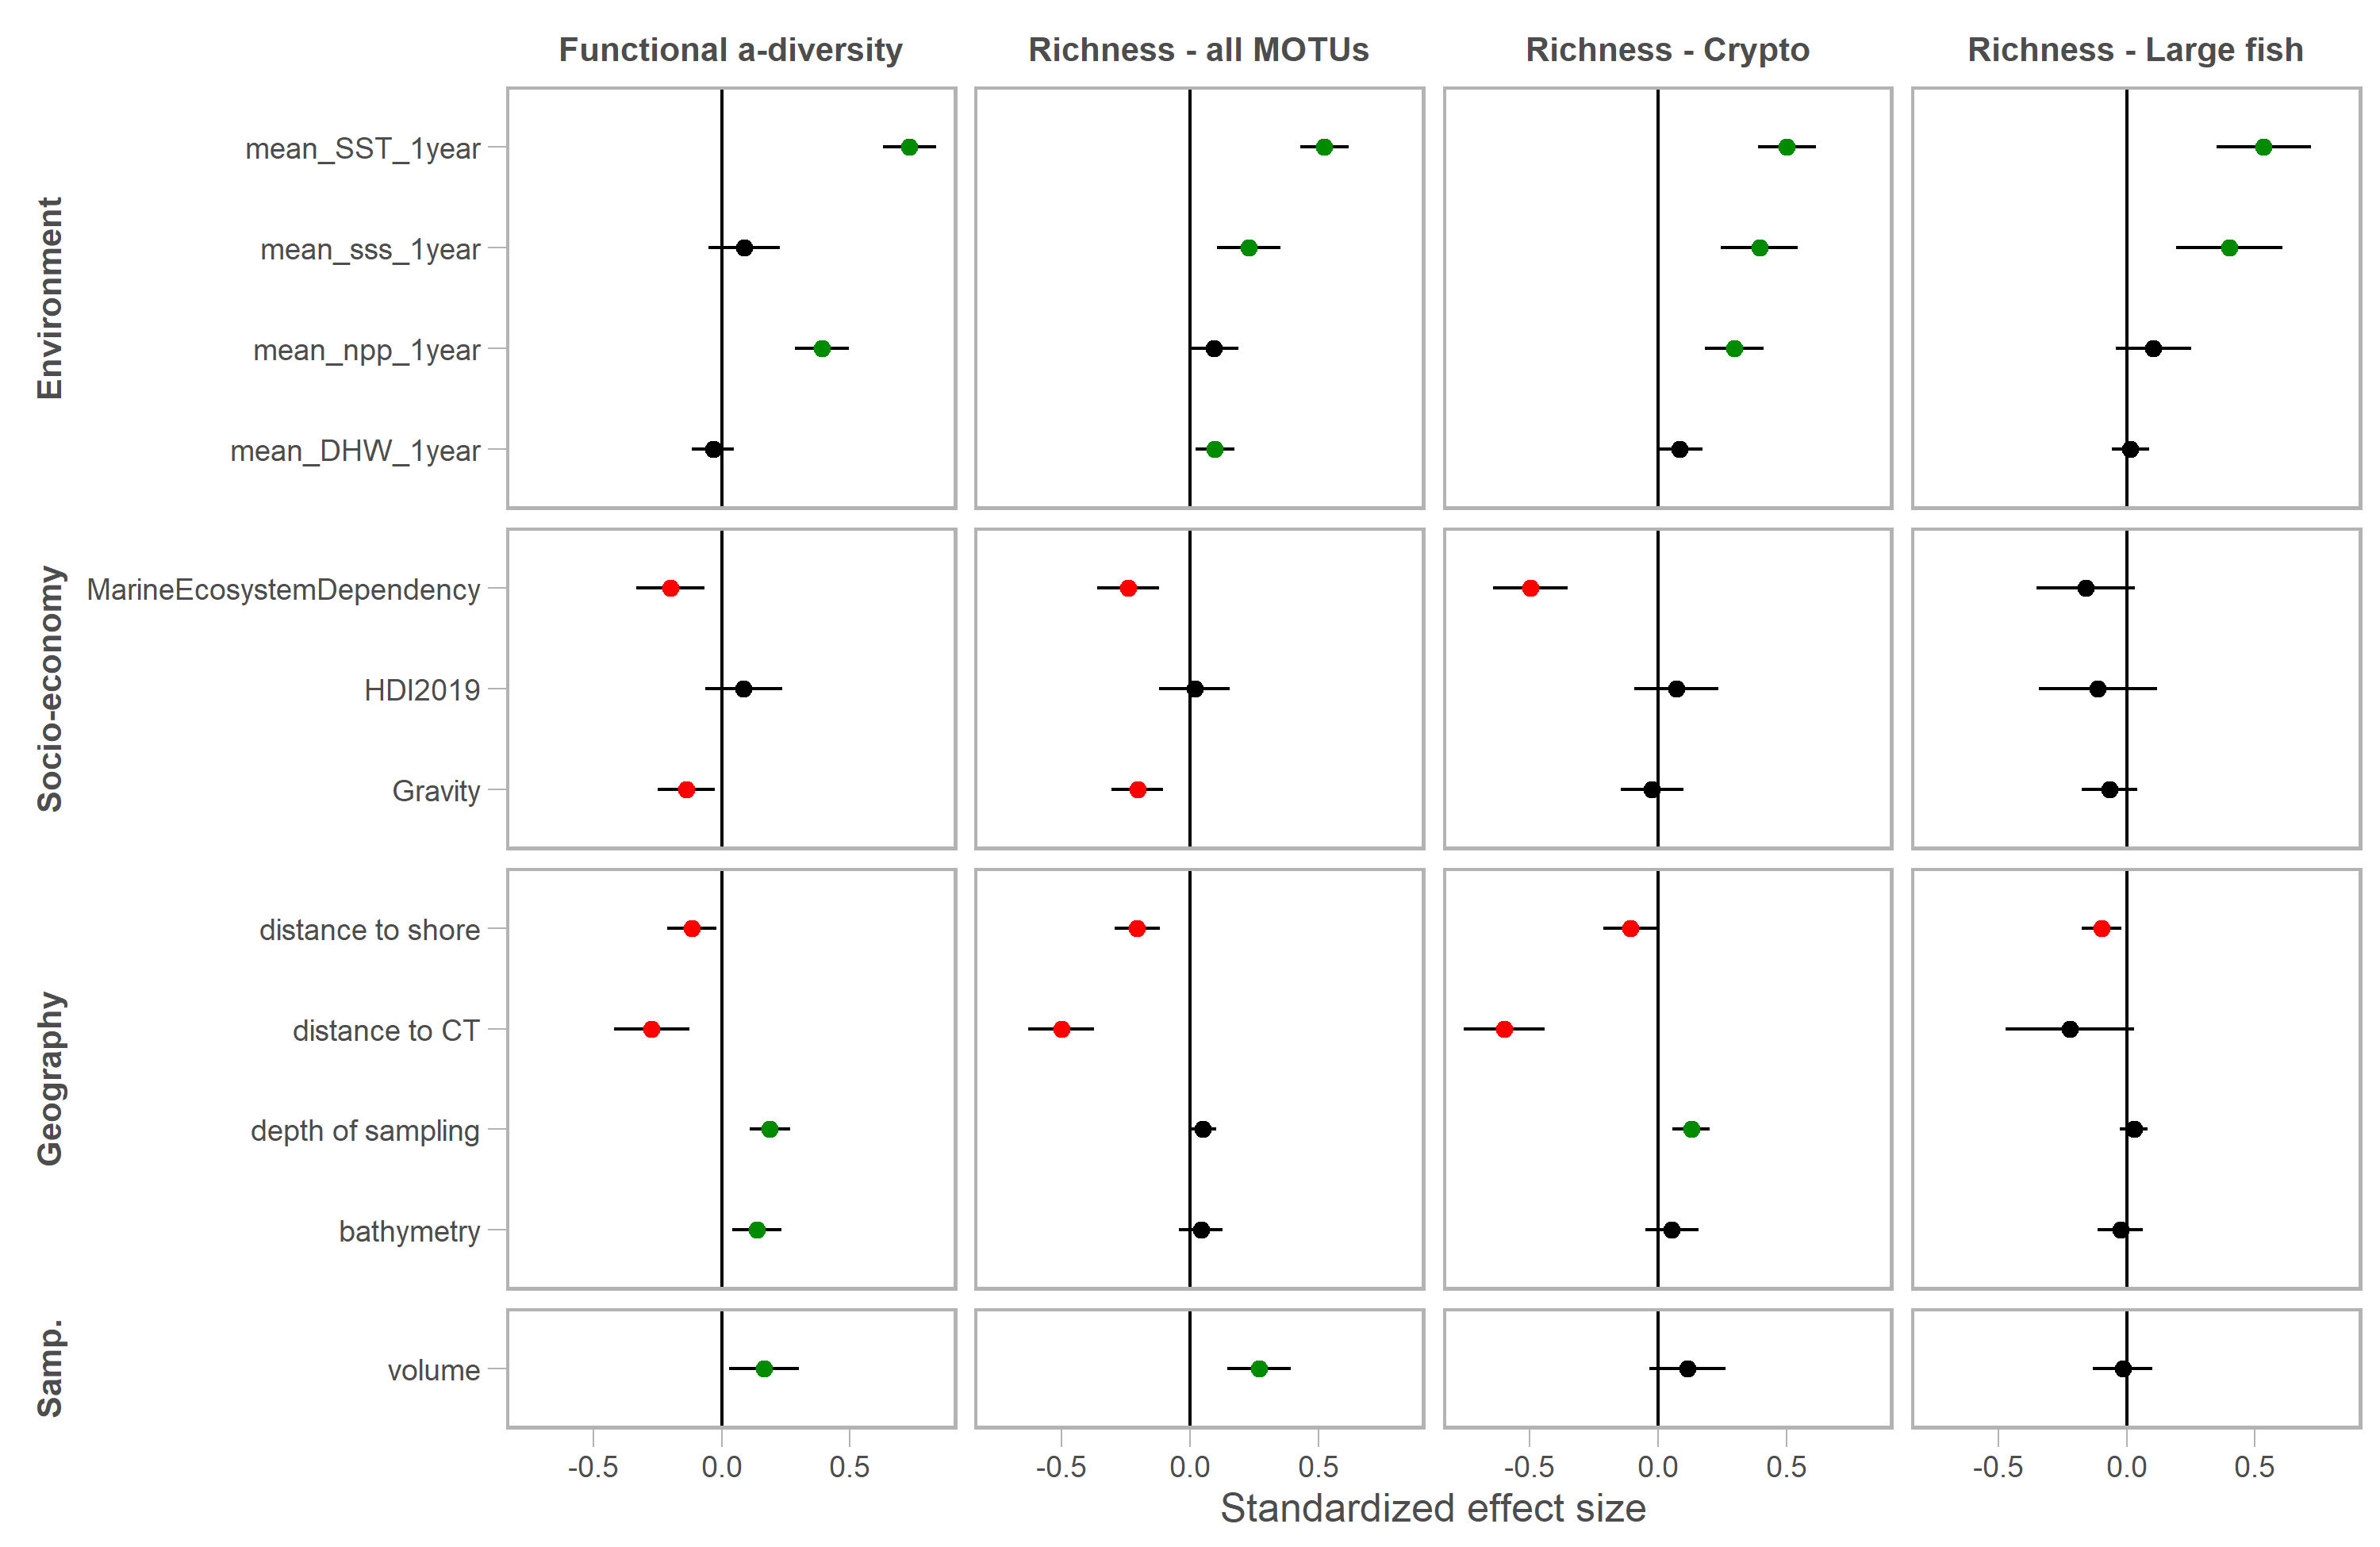 Functional a-diversity
Richness - all MOTUs
Richness - Crypto
Richness - Large fish
Environment
mean_SST_1year
mean_sss_1year
mean_npp_1year
mean_DHW_1year
Socio-economy
MarineEcosystemDependency
HDI2019
Gravity
Geography
distance to shore
distance to CT
depth of sampling
bathymetry
Samp.
volume
-0.5 0.0 0.5
-0.5 0.0 0.5
-0.5 0.0 0.5
-0.5 0.0 0.5
Standardized effect size